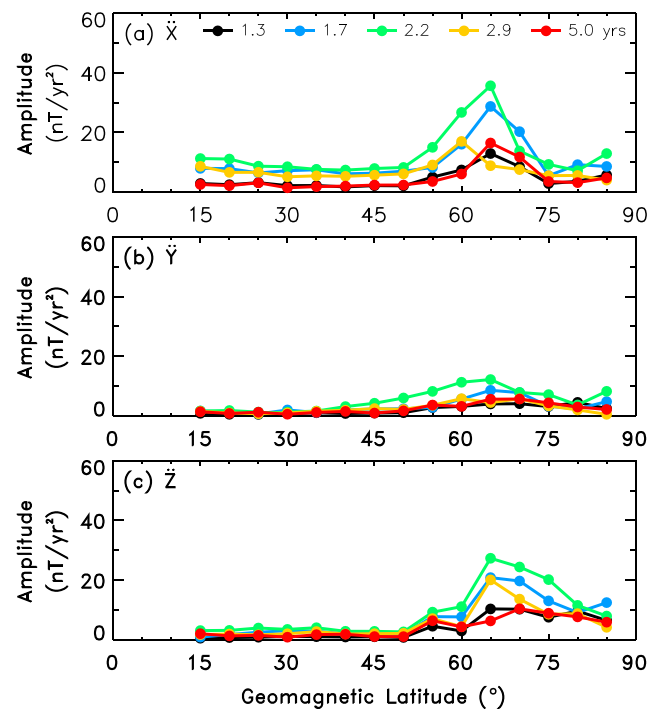 60
(a) Ẍ 1.3 1.7 2.2 2.9 5.0 yrs
40
20
0
Amplitude
(nT/yr²)
0 15 30 45 60 75 90
60
(b) Ÿ
40
20
0
Amplitude
(nT/yr²)
0 15 30 45 60 75 90
60
(c) Z̈
40
20
0
Amplitude
(nT/yr²)
0 15 30 45 60 75 90
Geomagnetic Latitude (°)